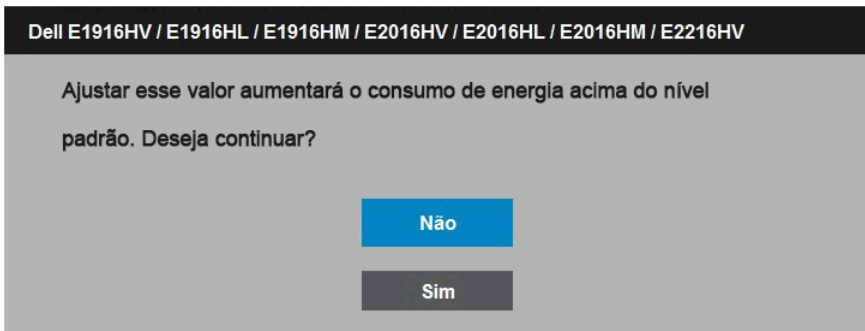 Dell E1916HV / E1916HL / E1916HM / E2016HV / E2016HL / E2016HM / E2216HV
Ajustar esse valor aumentará o consumo de energia acima do nível
padrão. Deseja continuar?
Não
Sim